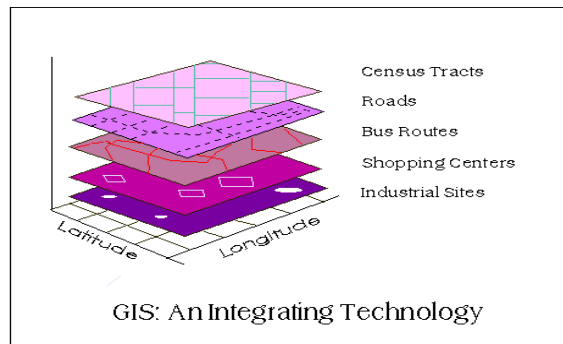 Census Tracts
Roads
Bus Routes
Shopping Centers
Industrial Sites
Latitude
Longitude
GIS: An Integrating Technology